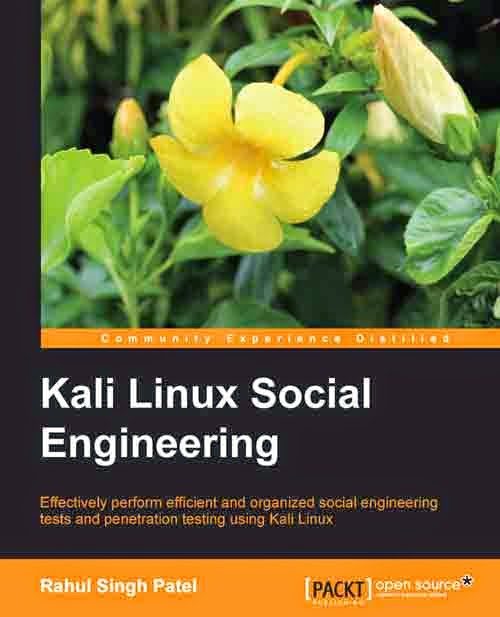 Community Experience Distilled
Kali Linux Social
Engineering
Effectively perform efficient and organized social engineering
tests and penetration testing using Kali Linux
Rahul Singh Patel
[PACKT] open source*
PUBLISHING